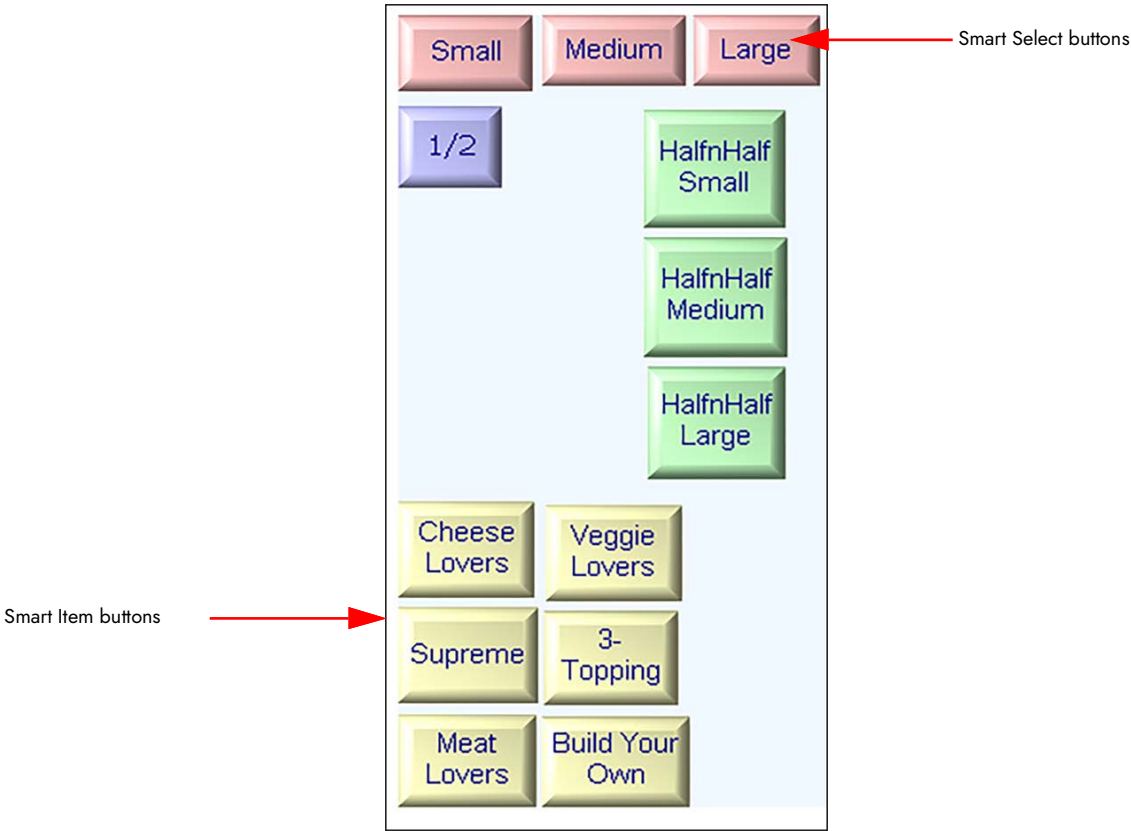 Small
Medium
Large
Smart Select buttons
1/2
HalfnHalf
Small
HalfnHalf
Medium
HalfnHalf
Large
Cheese
Lovers
Veggie
Lovers
Smart Item buttons
Supreme
3-
Topping
Meat
Lovers
Build Your
Own